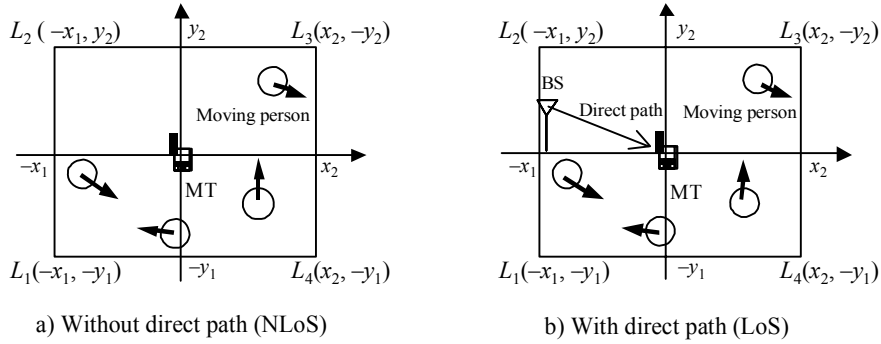 L2 ( −x1, y2)
y2
L3(x2, −y2)
Moving person
−x1
x2
MT
L1(−x1, −y1)
−y1
L4(x2, −y1)
a) Without direct path (NLoS)
L2 ( −x1, y2)
y2
L3(x2, −y2)
BS
Direct path
Moving person
−x1
x2
MT
L1(−x1, −y1)
−y1
L4(x2, −y1)
b) With direct path (LoS)